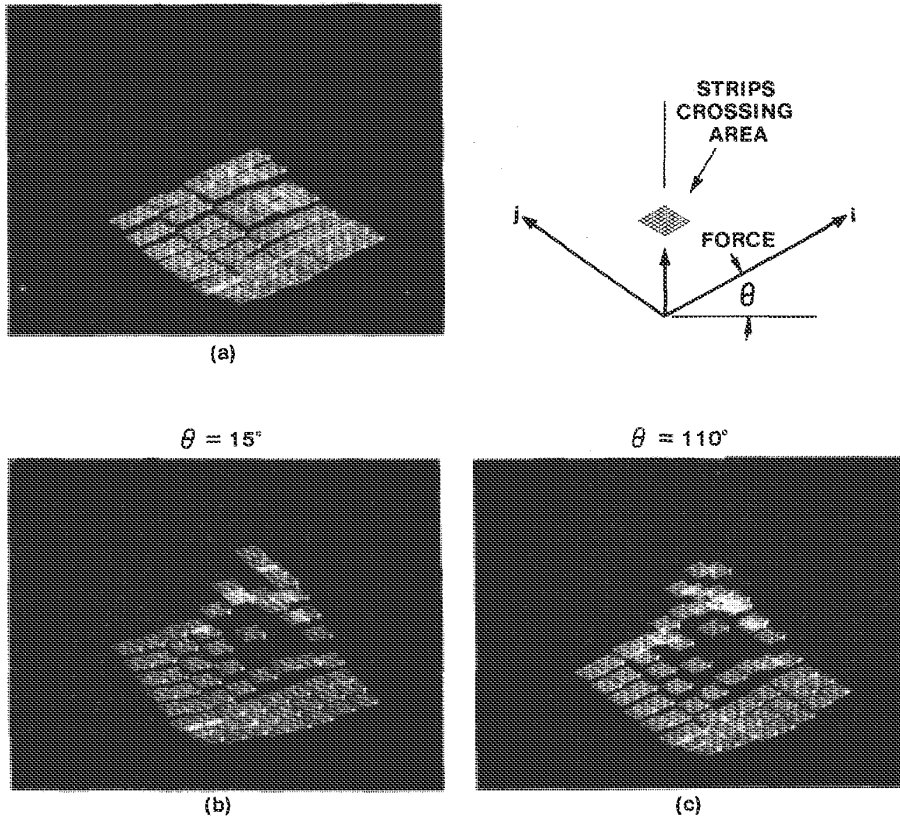 STRIPS
CROSSING
AREA
j
i
FORCE
θ
(a)
θ = 15°
θ = 110°
(b)
(c)